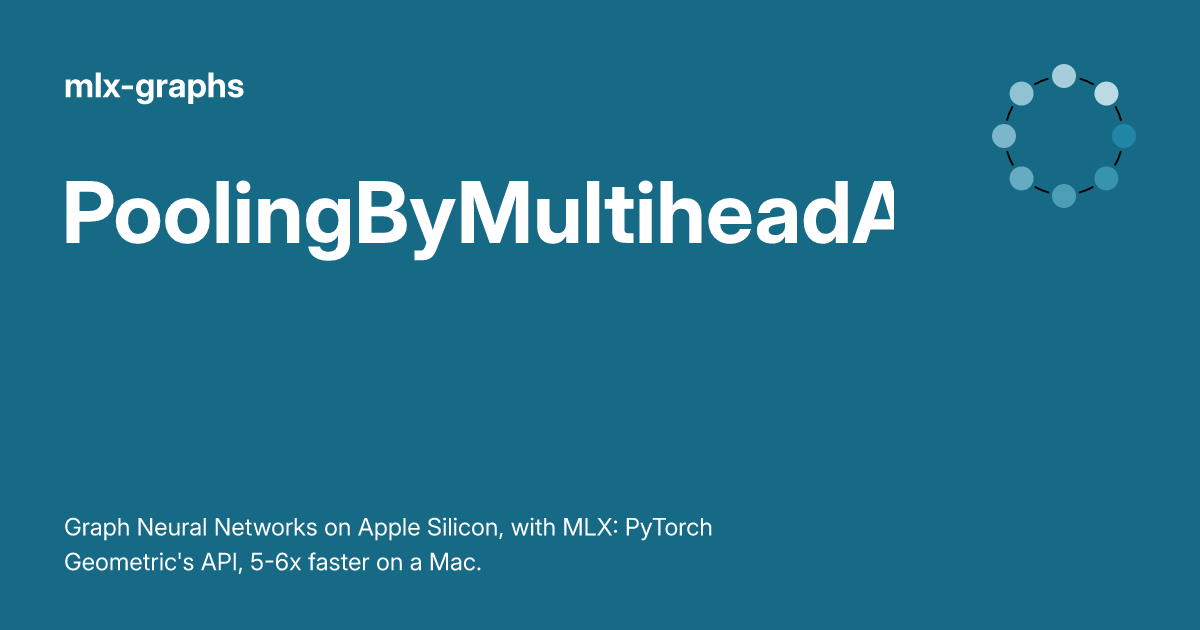 mlx-graphs
PoolingByMultiheadA
Graph Neural Networks on Apple Silicon, with MLX: PyTorch
Geometric's API, 5-6x faster on a Mac.